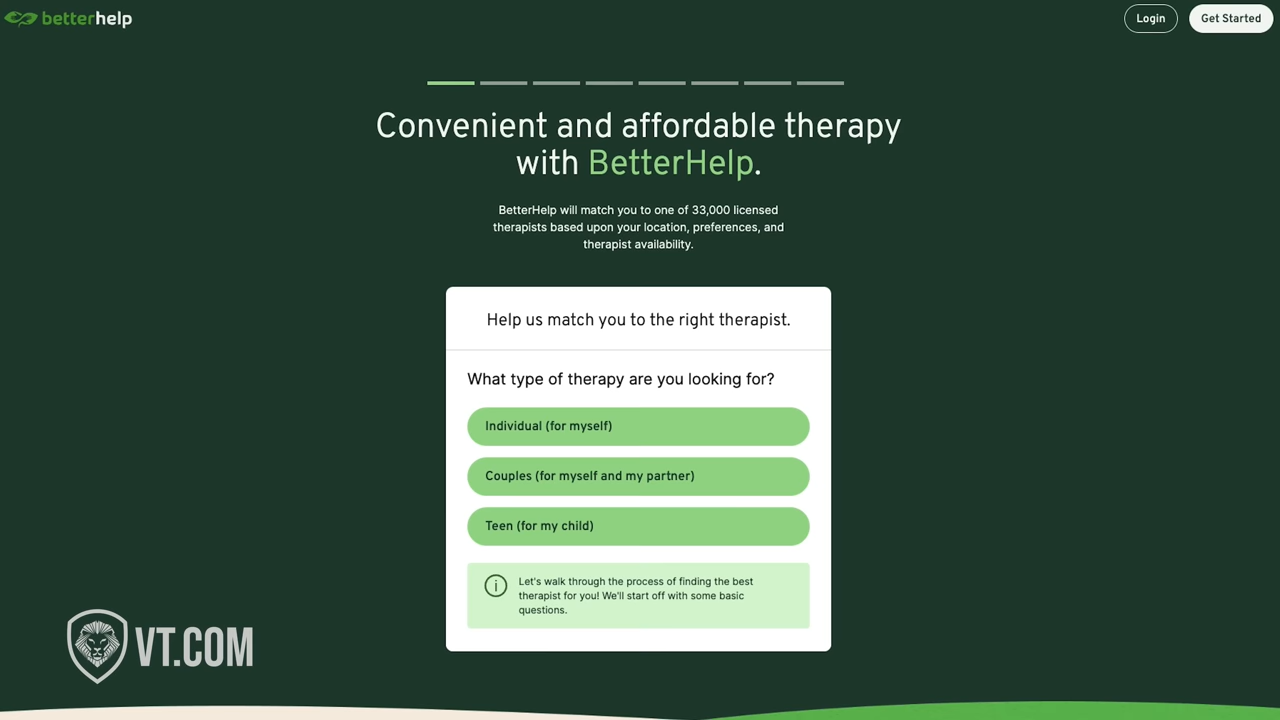 betterhelp
Login
Get Started
Convenient and affordable therapy
with BetterHelp.
BetterHelp will match you to one of 33,000 licensed
therapists based upon your location, preferences, and
therapist availability.
Help us match you to the right therapist.
What type of therapy are you looking for?
Individual (for myself)
Couples (for myself and my partner)
Teen (for my child)
Let's walk through the process of finding the best
therapist for you! We'll start off with some basic
questions.
VT.COM